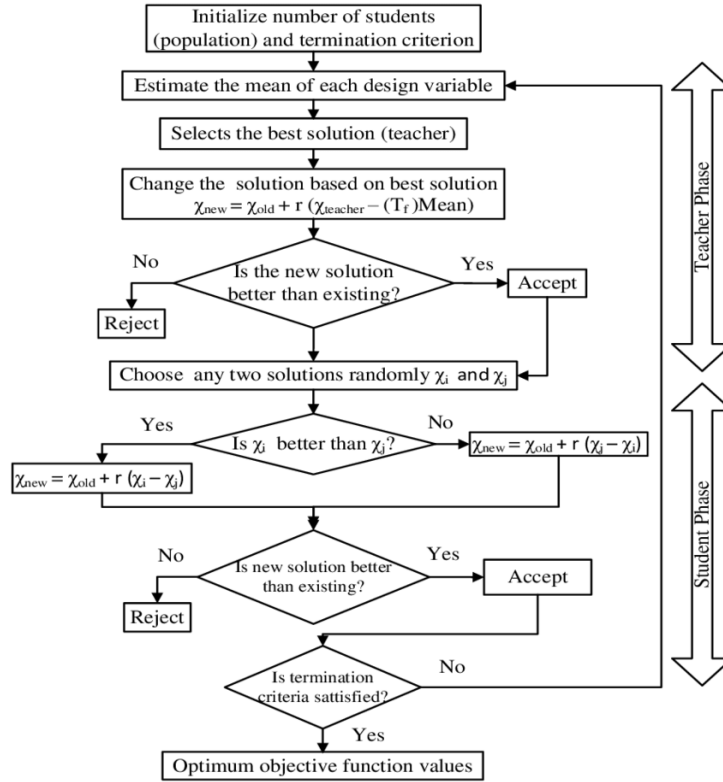 Initialize number of students
(population) and termination criterion
Estimate the mean of each design variable
Selects the best solution (teacher)
Change the solution based on best solution
χnew = χold + r (χteacher – (Tf )Mean)
No
Is the new solution
better than existing?
Yes
Accept
Reject
Choose any two solutions randomly χi and χj
Yes
Is χi better than χj?
No
χnew = χold + r (χj – χi)
χnew = χold + r (χi – χj)
No
Is new solution better
than existing?
Yes
Accept
Reject
Is termination
criteria sattisfied?
No
Yes
Optimum objective function values
Teacher Phase
Student Phase